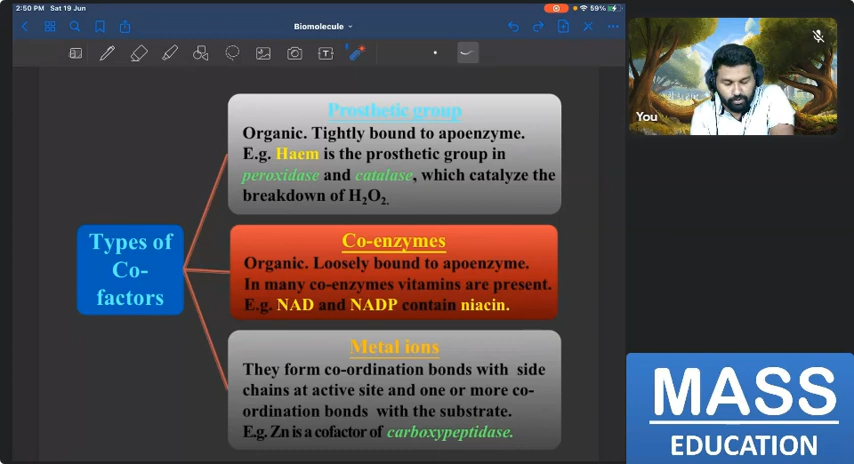 2:50 PM Sat 19 Jun
59%
Biomolecule
T
You
Types of
Co-
factors
Prosthetic group
Organic. Tightly bound to apoenzyme.
E.g. Haem is the prosthetic group in
peroxidase and catalase, which catalyze the
breakdown of H₂O₂.
Co-enzymes
Organic. Loosely bound to apoenzyme.
In many co-enzymes vitamins are present.
E.g. NAD and NADP contain niacin.
Metal ions
They form co-ordination bonds with side
chains at active site and one or more co-
ordination bonds with the substrate.
E.g. Zn is a cofactor of carboxypeptidase.
MASS
EDUCATION